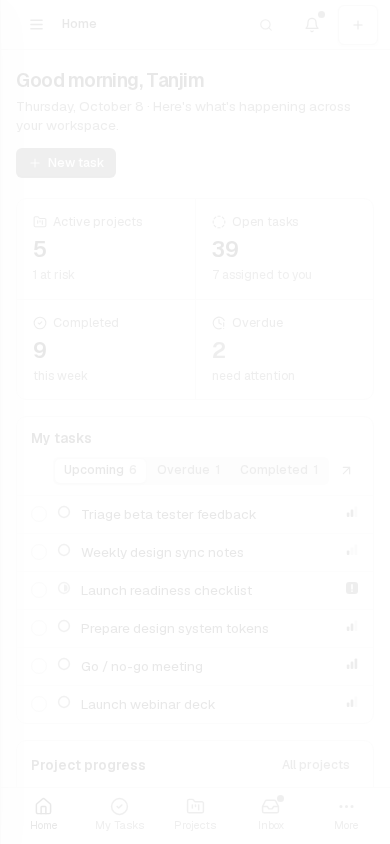 Home
Good morning, Tanjim
Thursday, October 6 · Here's what's happening across
your workspace.
New task
Active projects
5
1 at risk
Open tasks
39
7 assigned to you
Completed
9
this week
Overdue
2
need attention
My tasks
Upcoming 6 Overdue 1 Completed 1
Triage beta tester feedback
Weekly design sync notes
Launch readiness checklist
Prepare design system tokens
Go / no-go meeting
Launch webinar deck
Project progress All projects
Home My Tasks Projects Inbox More